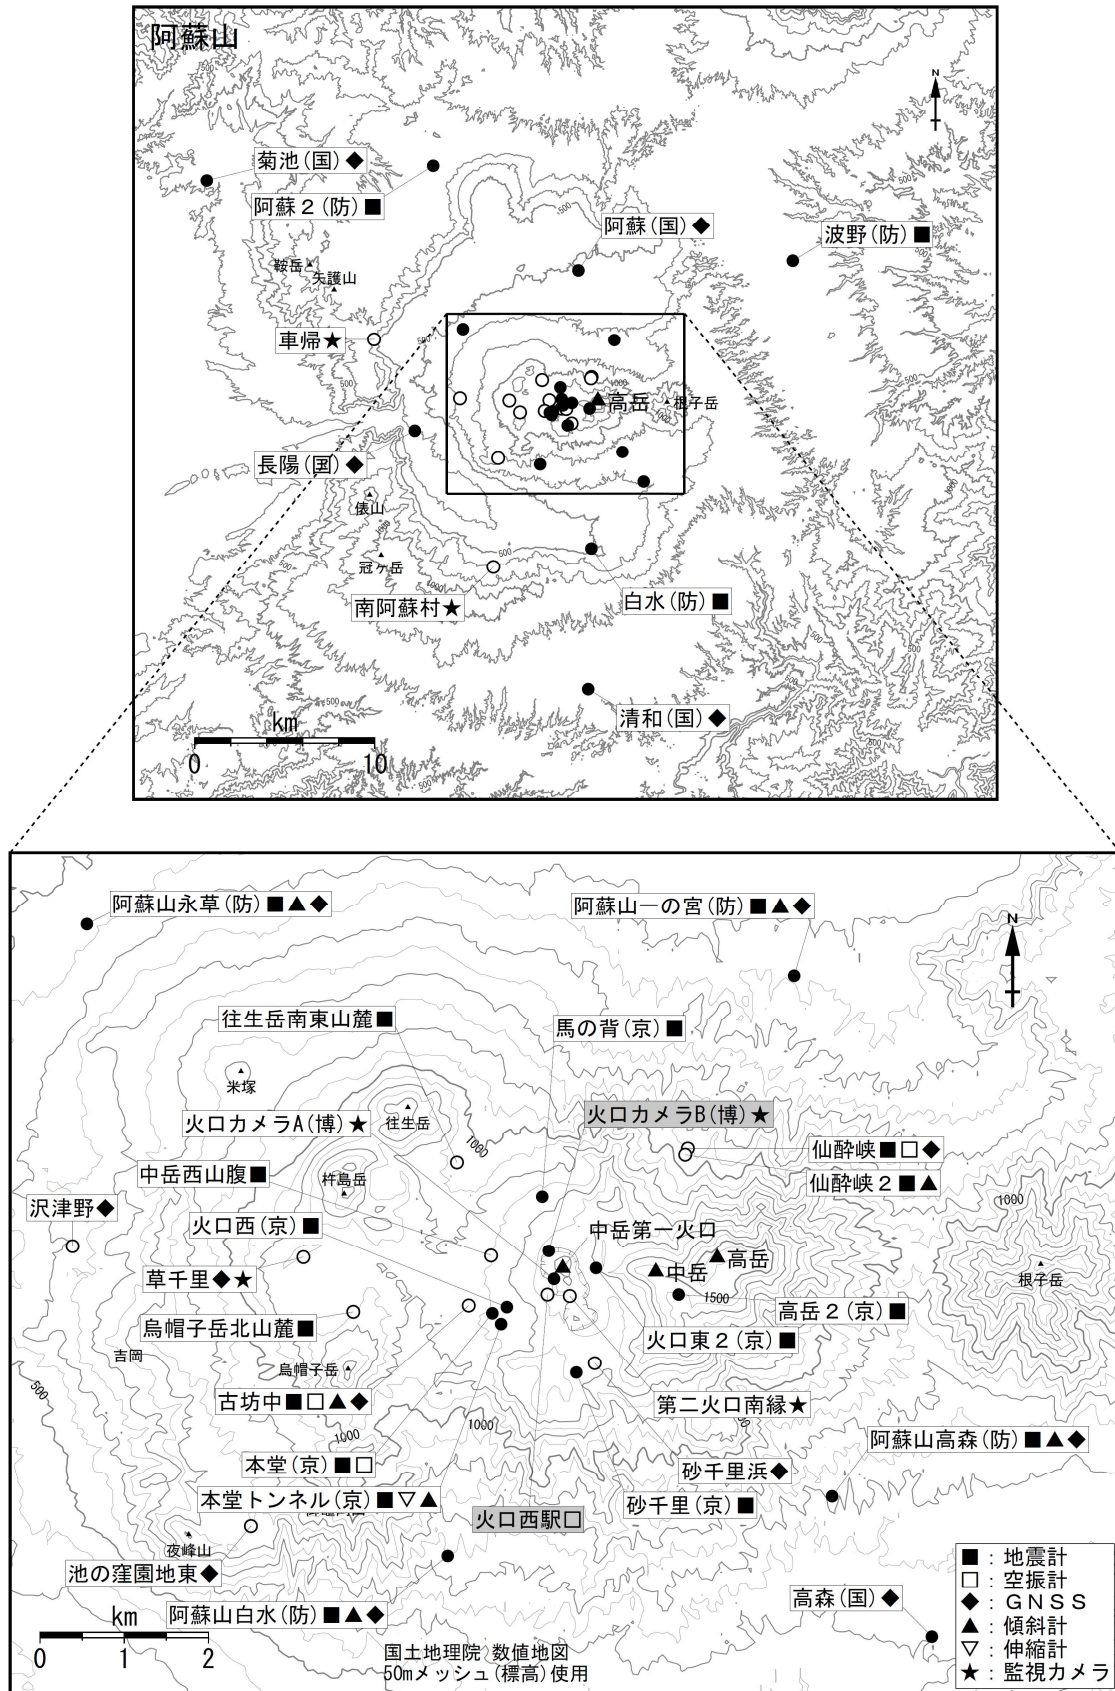 阿蘇山
N
菊池(国)◆
阿蘇2(防)■
阿蘇(国)◆
波野(防)■
鞍岳
矢護山
車帰★
高岳
根子岳
長陽(国)◆
俵山
冠ヶ岳
南阿蘇村★
白水(防)■
清和(国)◆
km
0 10
阿蘇山永草(防)■▲◆
阿蘇山一の宮(防)■▲◆
N
往生岳南東山麓■
馬の背(京)■
米塚
火口カメラA(博)★
往生岳
火口カメラB(博)★
仙酔峡■□◆
仙酔峡2■▲
中岳西山腹■
杵島岳
沢津野◆
火口西(京)■
中岳第一火口
草千里◆★
中岳
高岳
根子岳
1000
1000
1500
高岳2(京)■
烏帽子岳北山麓■
火口東2(京)■
吉岡
烏帽子岳
500
古坊中■□▲◆
第二火口南縁★
1000
1000
阿蘇山高森(防)■▲◆
本堂(京)■□
砂千里浜◆
本堂トンネル(京)■▽▲
砂千里(京)■
火口西駅□
夜峰山
池の窪園地東◆
高森(国)◆
阿蘇山白水(防)■▲◆
km
0 1 2
国土地理院 数値地図
50mメッシュ(標高)使用
■：地震計
□：空振計
◆：GNSS
▲：傾斜計
▽：伸縮計
★：監視カメラ